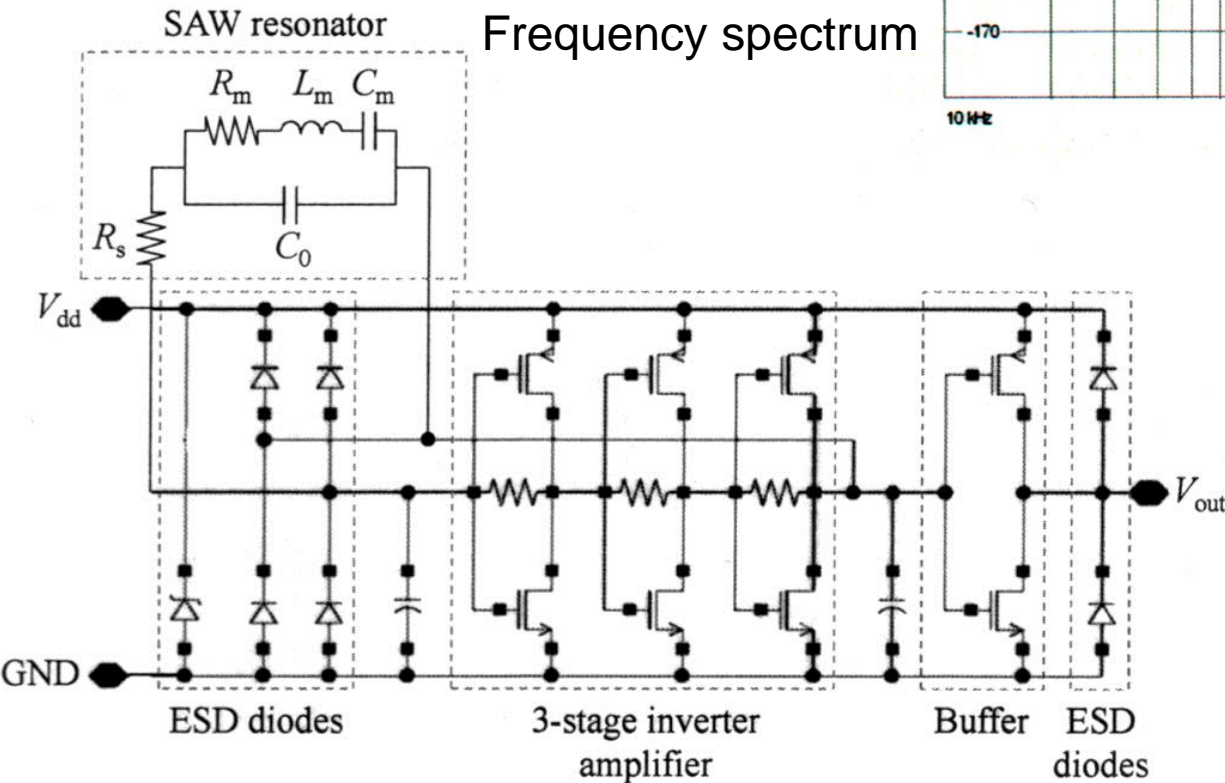 SAW resonator
Frequency spectrum
-170
10 kHz
Rm Lm Cm
Rs
C0
Vdd
Vout
GND
ESD diodes
3-stage inverter
amplifier
Buffer
ESD
diodes